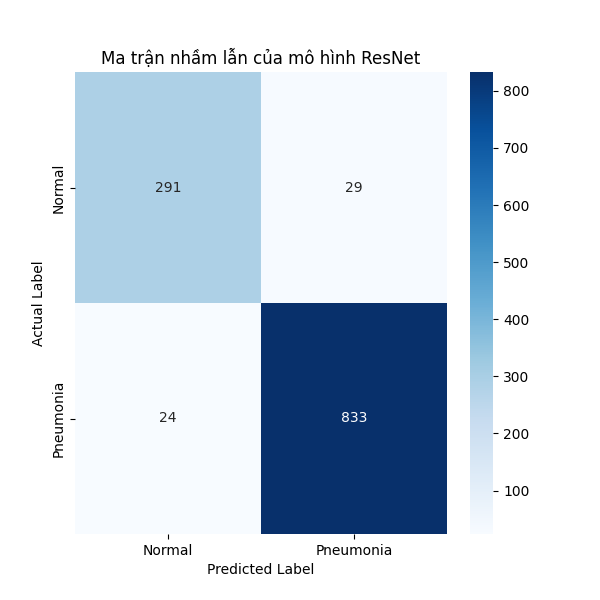 Ma trận nhầm lẫn của mô hình ResNet
Actual Label
Normal
Pneumonia
291
29
24
833
Normal
Pneumonia
Predicted Label
800
700
600
500
400
300
200
100